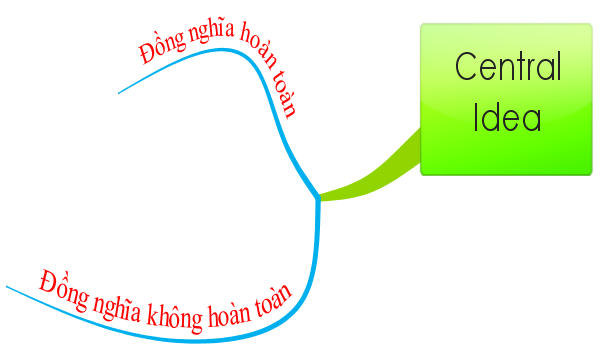 Đồng nghĩa hoàn toàn
Central
Idea
Đồng nghĩa không hoàn toàn